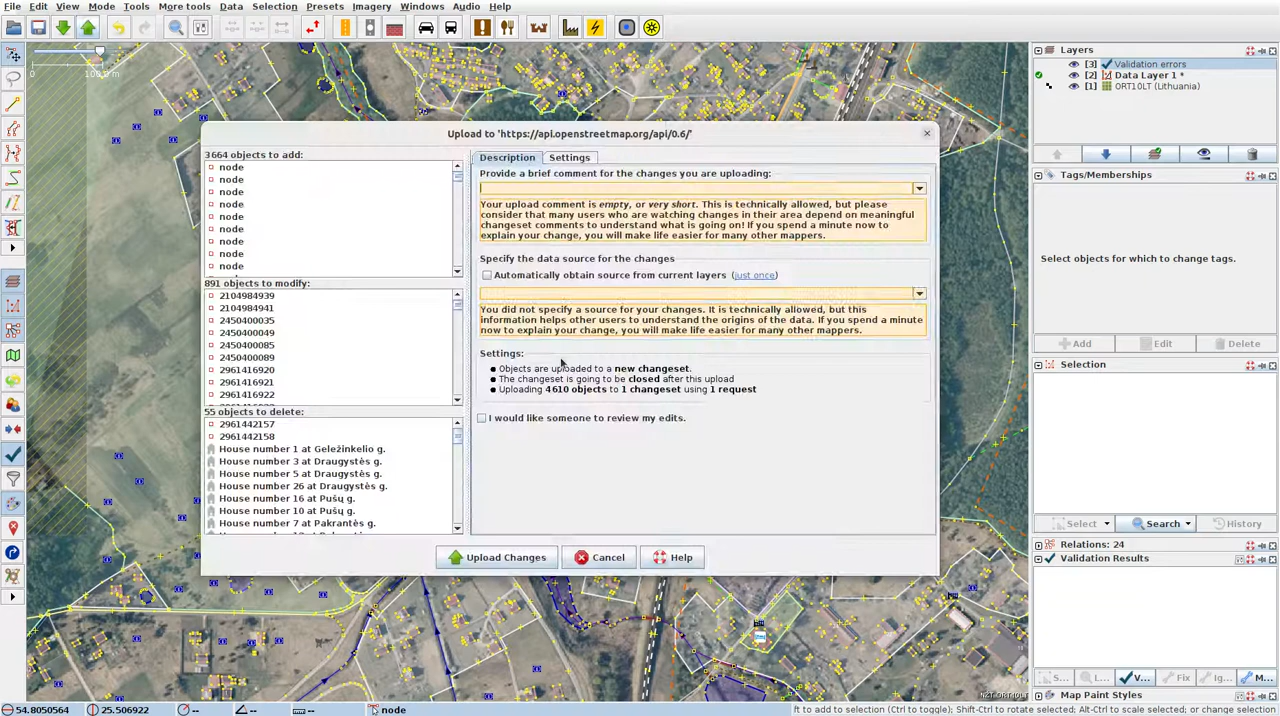 File Edit View Mode Tools More tools Data Selection Presets Imagery Windows Audio Help
0 100.0 m
Layers
[3] Validation errors
[2] Data Layer 1 *
[1] ORT10LT (Lithuania)
Upload to 'https://api.openstreetmap.org/api/0.6/'
3664 objects to add:
node
node
node
node
node
node
node
node
node
891 objects to modify:
2104984939
2104984941
2450400035
2450400049
2450400085
2450400089
2961416920
2961416921
2961416922
55 objects to delete:
2961442157
2961442158
House number 1 at Geležinkelio g.
House number 3 at Draugystės g.
House number 5 at Draugystės g.
House number 26 at Draugystės g.
House number 16 at Pušų g.
House number 10 at Pušų g.
House number 7 at Pakrantės g.
Description Settings
Provide a brief comment for the changes you are uploading:
Your upload comment is empty, or very short. This is technically allowed, but please
consider that many users who are watching changes in their area depend on meaningful
changeset comments to understand what is going on! If you spend a minute now to
explain your change, you will make life easier for many other mappers.
Specify the data source for the changes
Automatically obtain source from current layers (just once)
You did not specify a source for your changes. It is technically allowed, but this
information helps other users to understand the origins of the data. If you spend a minute
now to explain your change, you will make life easier for many other mappers.
Settings:
Objects are uploaded to a new changeset.
The changeset is going to be closed after this upload
Uploading 4610 objects to 1 changeset using 1 request
I would like someone to review my edits.
Upload Changes Cancel Help
Tags/Memberships
Select objects for which to change tags.
Add Edit Delete
Selection
Select Search History
Relations: 24
Validation Results
S... L... V... Fix Ig... M...
Map Paint Styles
NŽT ORT10LT
54.8050564 25.506922 -- -- -- node
ft to add to selection (Ctrl to toggle); Shift-Ctrl to rotate selected; Alt-Ctrl to scale selected; or change selection